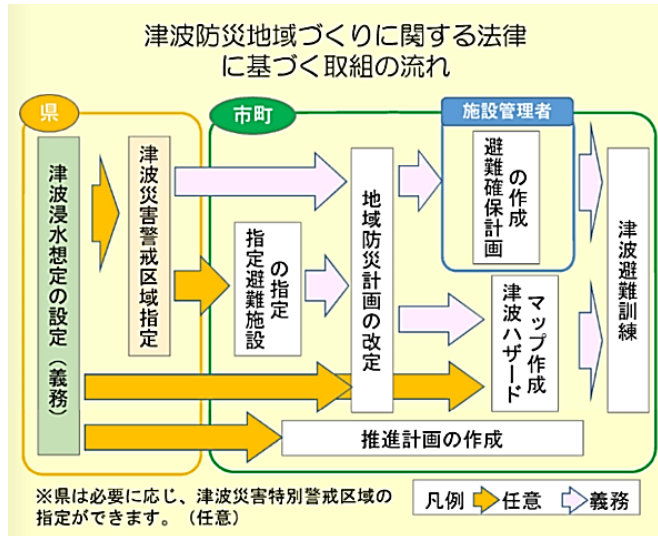 津波防災地域づくりに関する法律
に基づく取組の流れ
県
市町
施設管理者
津波浸水想定の設定（義務）
津波災害警戒区域指定
指定避難施設
の指定
地域防災計画の改定
避難確保計画
の作成
津波ハザード
マップ作成
津波避難訓練
推進計画の作成
※県は必要に応じ、津波災害特別警戒区域の
指定ができます。（任意）
凡例 任意 義務